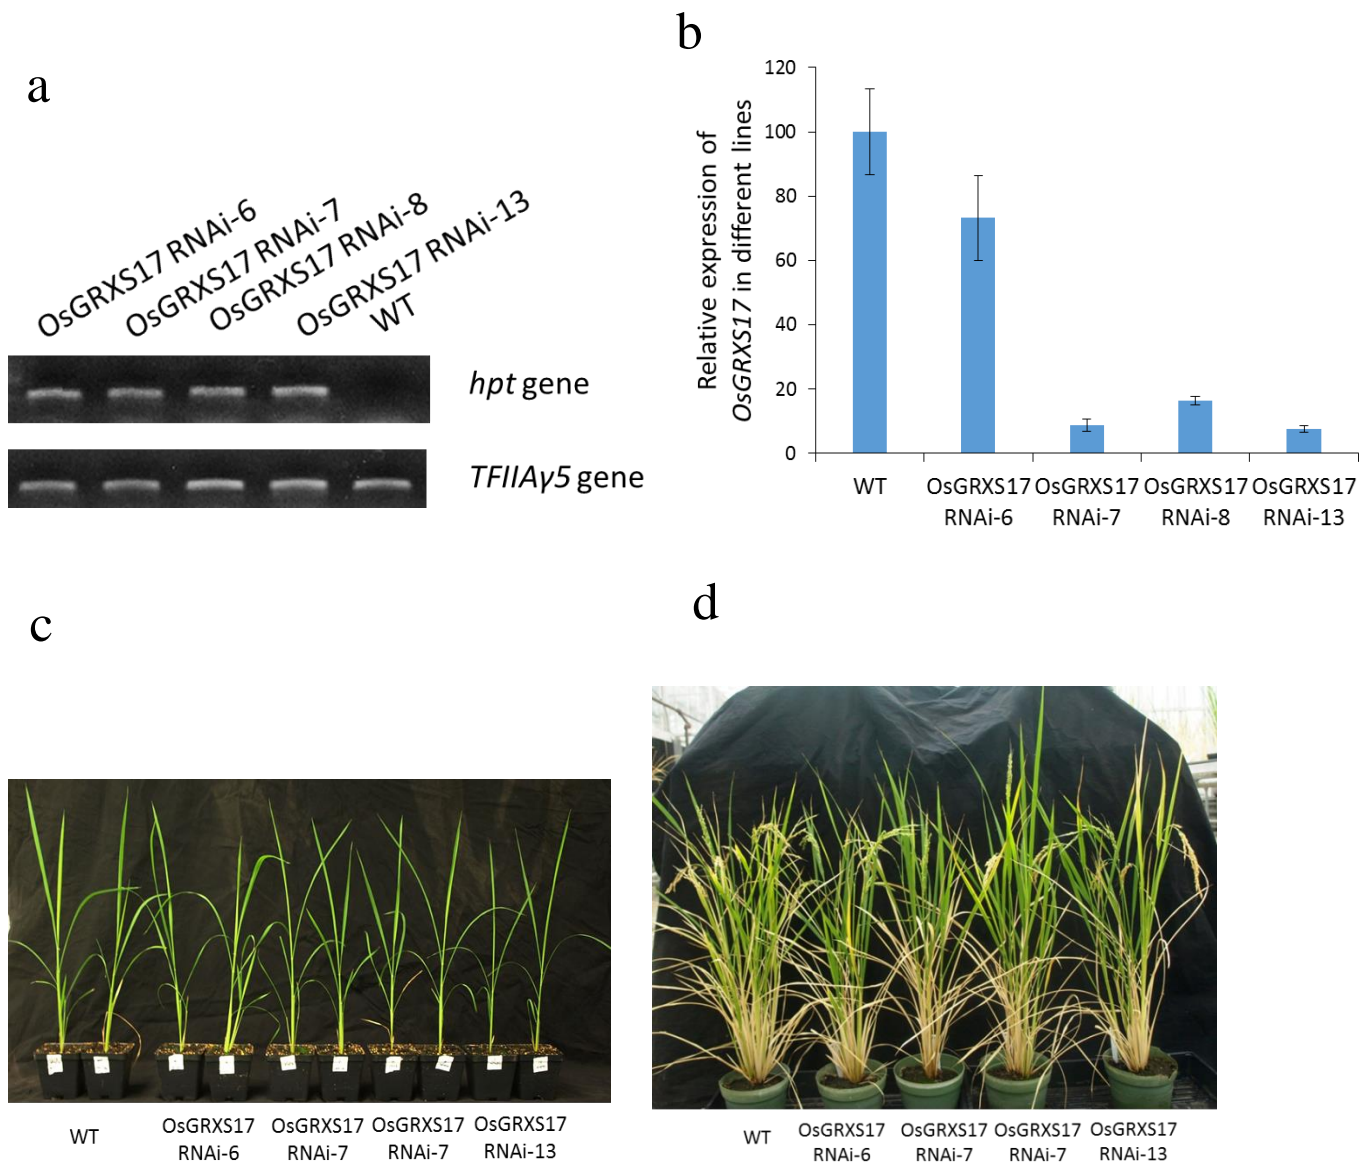 a
OsGRXS17 RNAi-6
OsGRXS17 RNAi-7
OsGRXS17 RNAi-8
OsGRXS17 RNAi-13
WT
hpt gene
TFIIAγ5 gene
b
Relative expression of
OsGRXS17 in different lines
120
100
80
60
40
20
0
WT
OsGRXS17
RNAi-6
OsGRXS17
RNAi-7
OsGRXS17
RNAi-8
OsGRXS17
RNAi-13
c
WT
OsGRXS17
RNAi-6
OsGRXS17
RNAi-7
OsGRXS17
RNAi-7
OsGRXS17
RNAi-13
d
WT
OsGRXS17
RNAi-6
OsGRXS17
RNAi-7
OsGRXS17
RNAi-7
OsGRXS17
RNAi-13